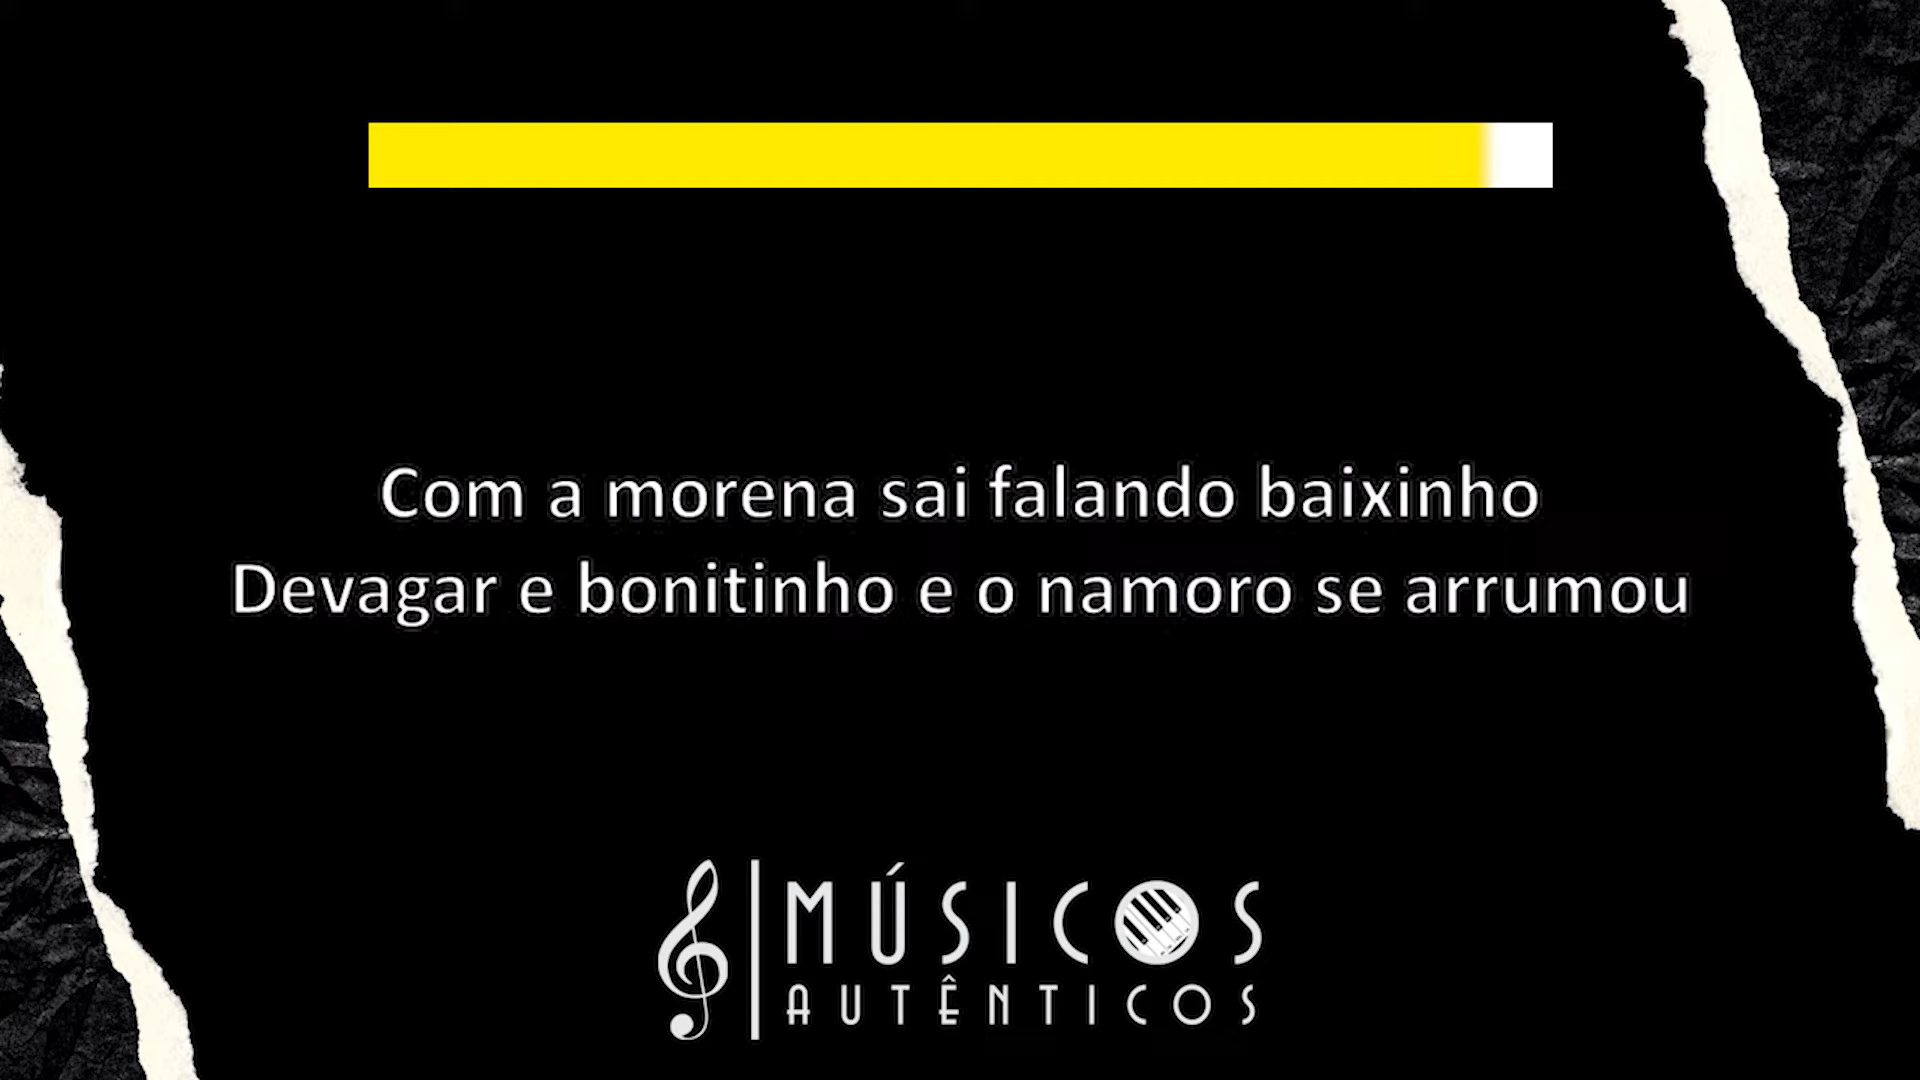 Com a morena sai falando baixinho
Devagar e bonitinho e o namoro se arrumou
MÚSICOS
AUTÊNTICOS